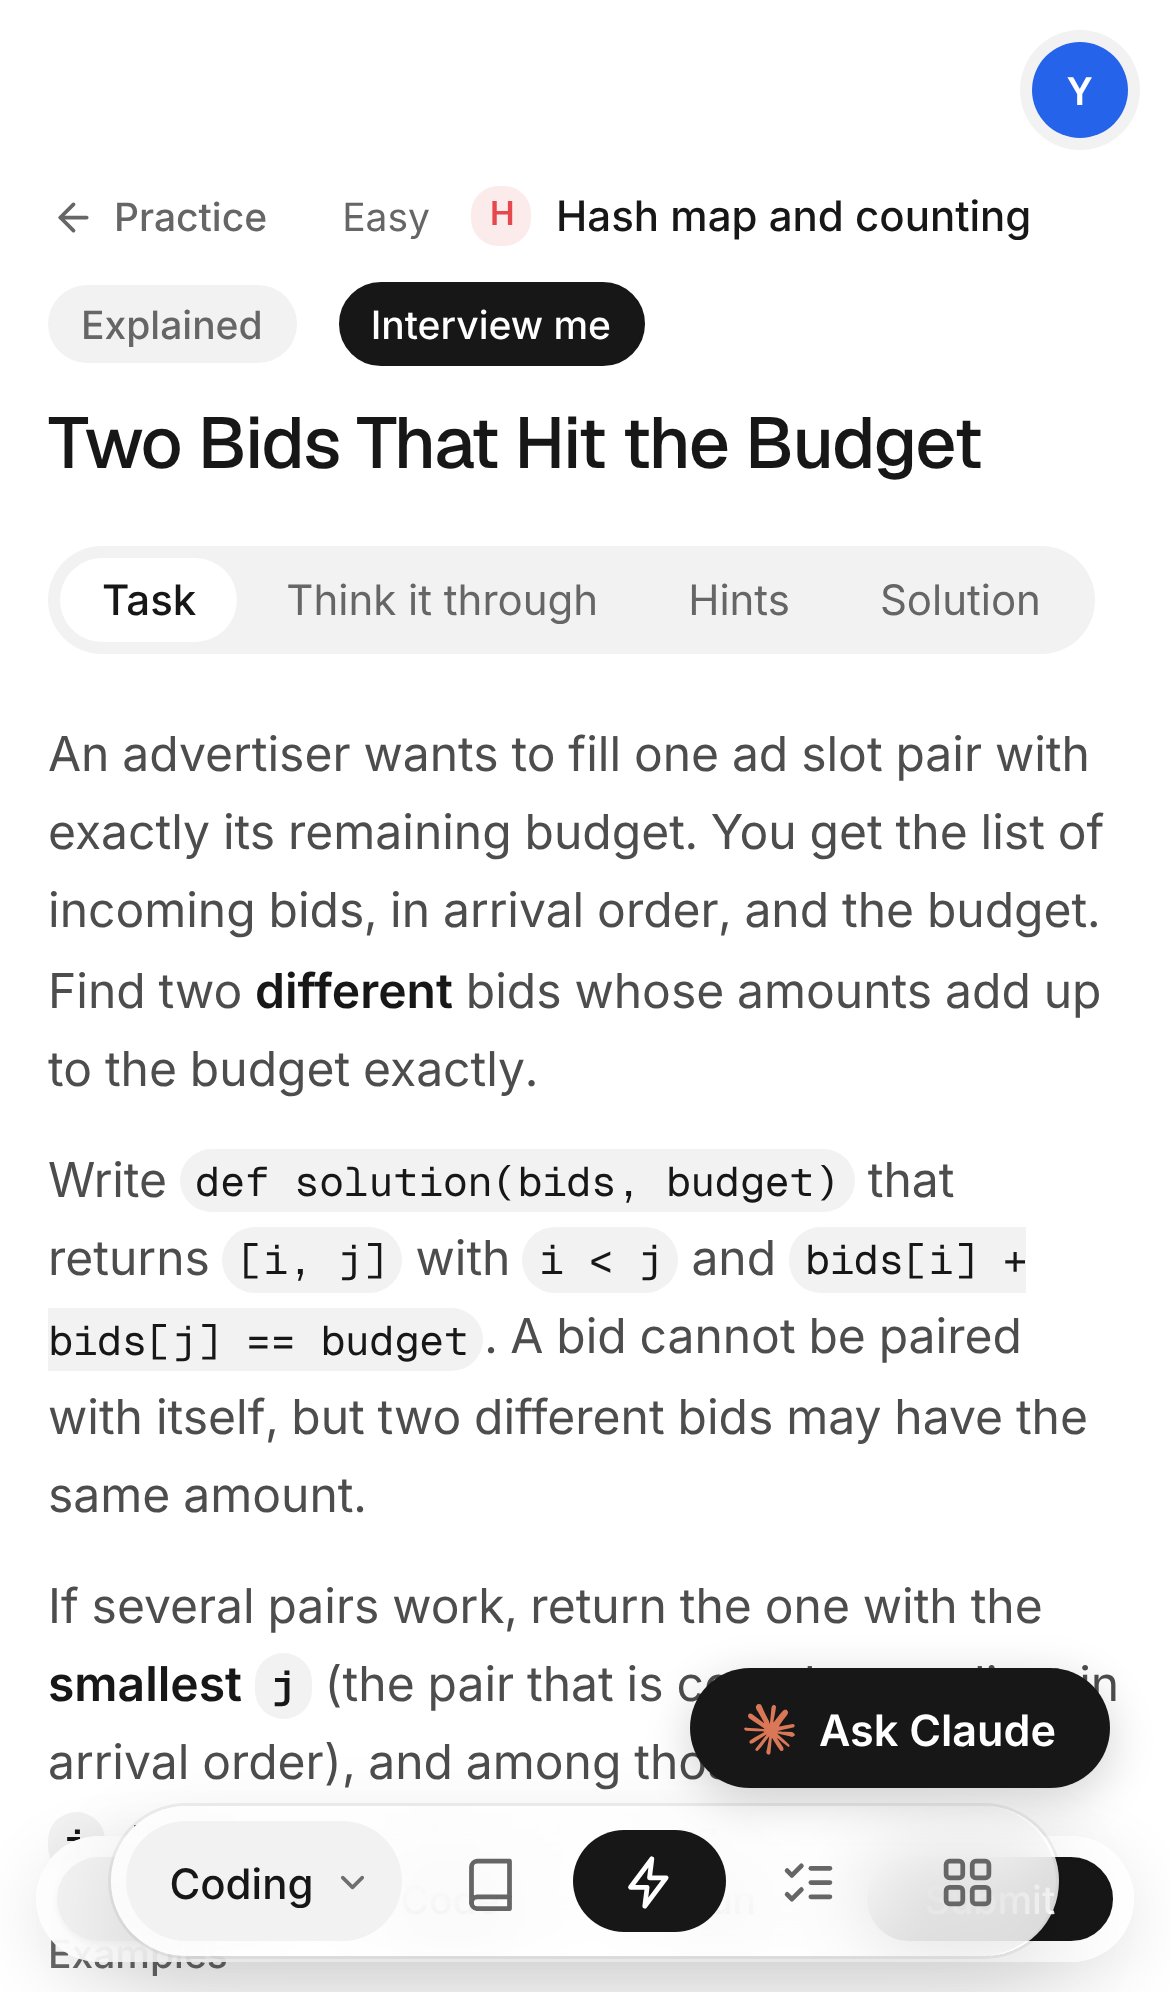 Y
Practice Easy H Hash map and counting
Explained Interview me
Two Bids That Hit the Budget
Task Think it through Hints Solution
An advertiser wants to fill one ad slot pair with
exactly its remaining budget. You get the list of
incoming bids, in arrival order, and the budget.
Find two different bids whose amounts add up
to the budget exactly.
Write def solution(bids, budget) that
returns [i, j] with i < j and bids[i] +
bids[j] == budget. A bid cannot be paired
with itself, but two different bids may have the
same amount.
If several pairs work, return the one with the
smallest j (the pair that is in
Ask Claude
arrival order), and among
Coding
Submit
Examples